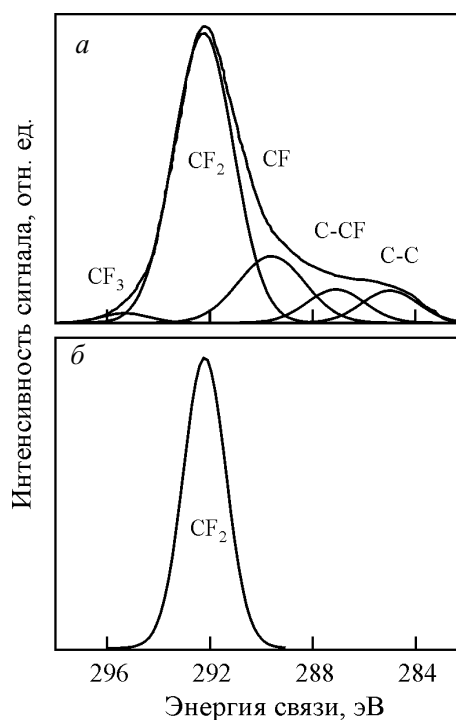 а
CF₂
CF
C-CF
C-C
CF₃
б
CF₂
296 292 288 284
Энергия связи, эВ
Интенсивность сигнала, отн. ед.